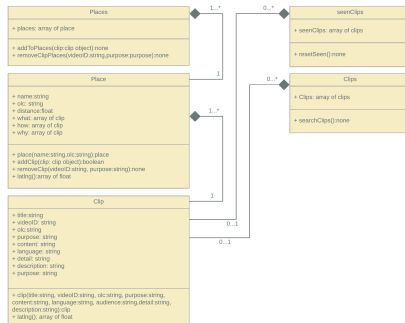 Places
+ places: array of place
+ addToPlaces(clip:clip object):none
+ removeClipPlaces(videoID:string,purpose:purpose):none
1...*
1
Place
+ name:string
+ olc: string
+ distance:float
+ what: array of clip
+ how: array of clip
+ why: array of clip
+ place(name:string,olc:string):place
+ addClip(clip: clip object):boolean
+ removeClip(videoID:string, purpose:string):none
+ lating():array of float
1...*
1
Clip
+ title:string
+ videoID: string
+ olc:string
+ purpose: string
+ content: string
+ language: string
+ detail: string
+ description: string
+ purpose: string
+ clip(title:string, videoID:string, olc:string, purpose:string,
content:string, language:string, audience:string,detail:string,
description:string):clip
+ lating(): array of float
0...*
0...1
seenClips
+ seenClips: array of clips
+ resetSeen():none
0...*
0...1
Clips
+ Clips: array of clips
+ searchClips():none